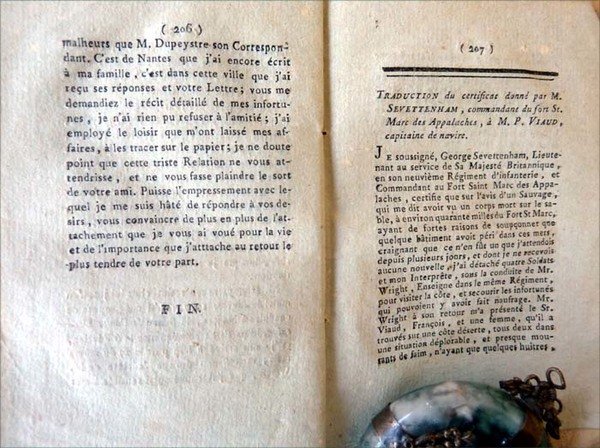 ( 206 )
malheurs que M. Dupeystre son Correspon-
dant. C'est de Nantes que j'ai encore écrit
à ma famille, c'est dans cette ville que j'ai
reçu ses réponses et votre Lettre; vous me
demandiez le récit détaillé de mes infortu-
nes, je n'ai rien pu refuser à l'amitié; j'ai
employé le loisir que m'ont laissé mes af-
faires, à les tracer sur le papier; je ne doute
point que cette triste Relation ne vous at-
tendrisse, et ne vous fasse plaindre le sort
de votre ami. Puisse l'empressement avec le-
quel je me suis hâté de répondre à vos de-
sirs, vous convaincre de plus en plus de l'at-
tachement que je vous ai voué pour la vie
et de l'importance que j'atttache au retour le
plus tendre de votre part.
FIN.
( 207 )
TRADUCTION du certificat donné par M.
SEVETTENHAM, commandant du fort St.
Marc des Appalaches, à M. P. VIAUD,
capitaine de navire.
JE soussigné, George Sevettenham, Lieute-
nant au service de Sa Majesté Britannique,
en son neuvième Régiment d'infanterie, et
Commandant au Fort Saint Marc des Appa-
laches, certifie que sur l'avis d'un Sauvage,
qui me dit avoir vu un corps mort sur le sa-
ble, à environ quarante milles du Fort St Marc,
ayant de fortes raisons de soupçonner que
quelque bâtiment avoit péri dans ces mers,
craignant que ce n'en fût un que j'attendois
depuis plusieurs jours, et dont je ne recevois
aucune nouvelle, j'ai détaché quatre Soldats
et mon Interprête, sous la conduite de Mr.
Wright, Enseigne dans le même Régiment,
pour visiter la côte, et secourir les infortunés
qui pouvoient y avoit fait naufrage. Mr.
Wright à son retour m'a présenté le Sr.
Viaud, François, et une femme, qu'il a
trouvés sur une côte déserte, tous deux dans
une situation déplorable, et presque mou-
rants de faim, n'ayant que quelques huîtres,